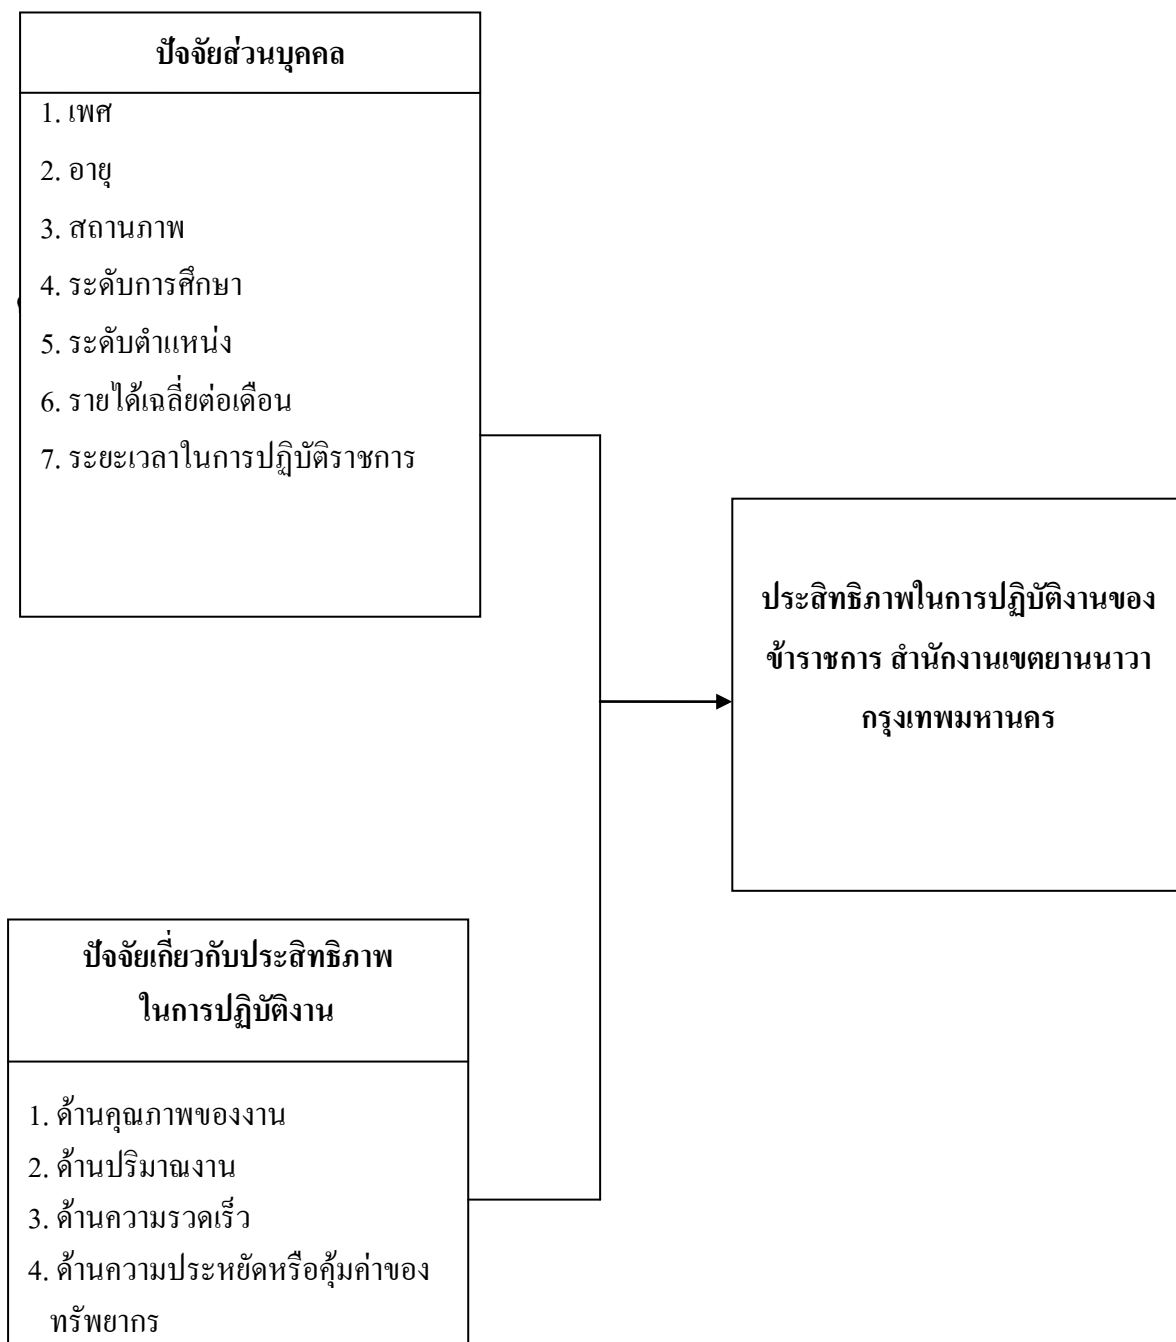 ปัจจัยส่วนบุคคล
1. เพศ
2. อายุ
3. สถานภาพ
4. ระดับการศึกษา
5. ระดับตำแหน่ง
6. รายได้เฉลี่ยต่อเดือน
7. ระยะเวลาในการปฏิบัติราชการ
ประสิทธิภาพในการปฏิบัติงานของ
ข้าราชการ สำนักงานเขตยานนาวา
กรุงเทพมหานคร
ปัจจัยเกี่ยวกับประสิทธิภาพ
ในการปฏิบัติงาน
1. ด้านคุณภาพของงาน
2. ด้านปริมาณงาน
3. ด้านความรวดเร็ว
4. ด้านความประหยัดหรือคุ้มค่าของ
ทรัพยากร